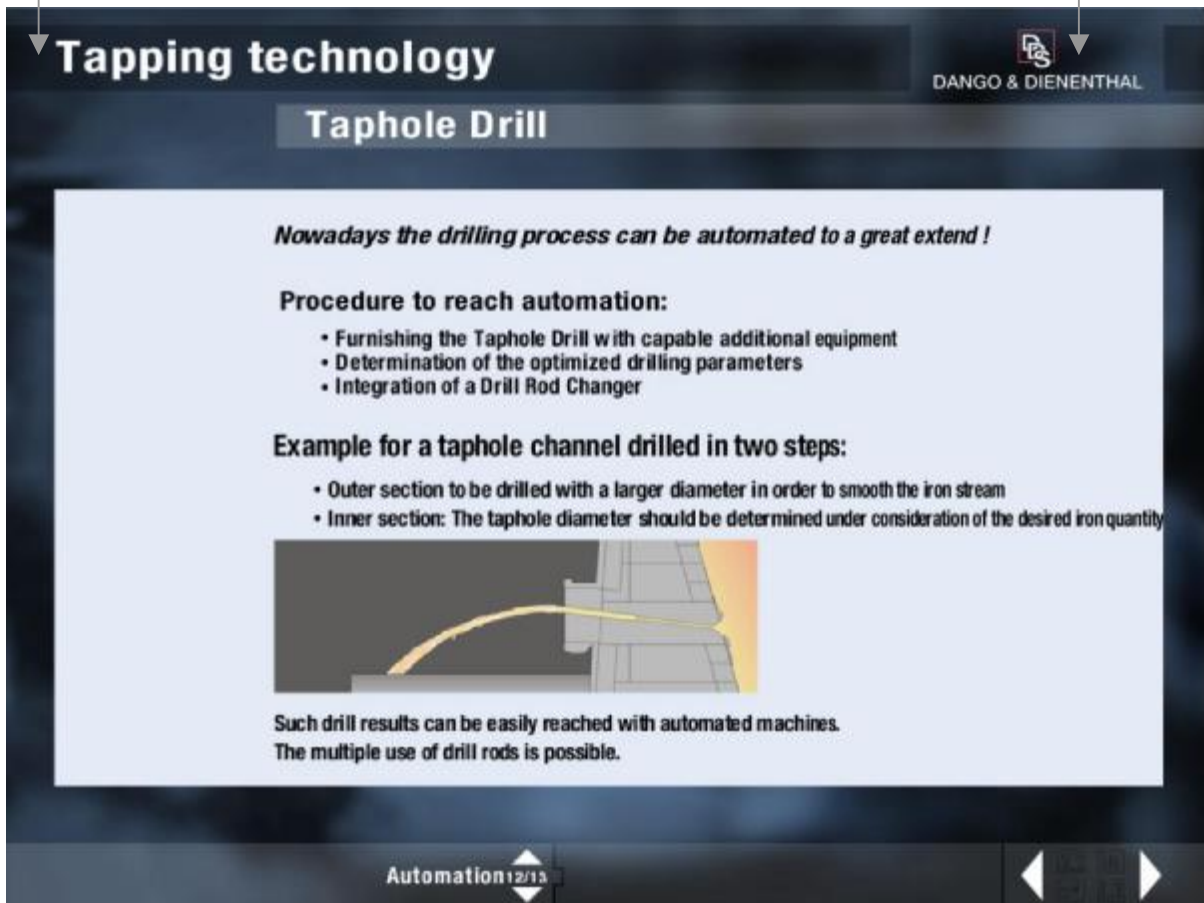 Tapping technology
DDS
DANGO & DIENENTHAL
Taphole Drill
Nowadays the drilling process can be automated to a great extend !
Procedure to reach automation:
• Furnishing the Taphole Drill with capable additional equipment
• Determination of the optimized drilling parameters
• Integration of a Drill Rod Changer
Example for a taphole channel drilled in two steps:
• Outer section to be drilled with a larger diameter in order to smooth the iron stream
• Inner section: The taphole diameter should be determined under consideration of the desired iron quantity
Such drill results can be easily reached with automated machines.
The multiple use of drill rods is possible.
Automation 12/13